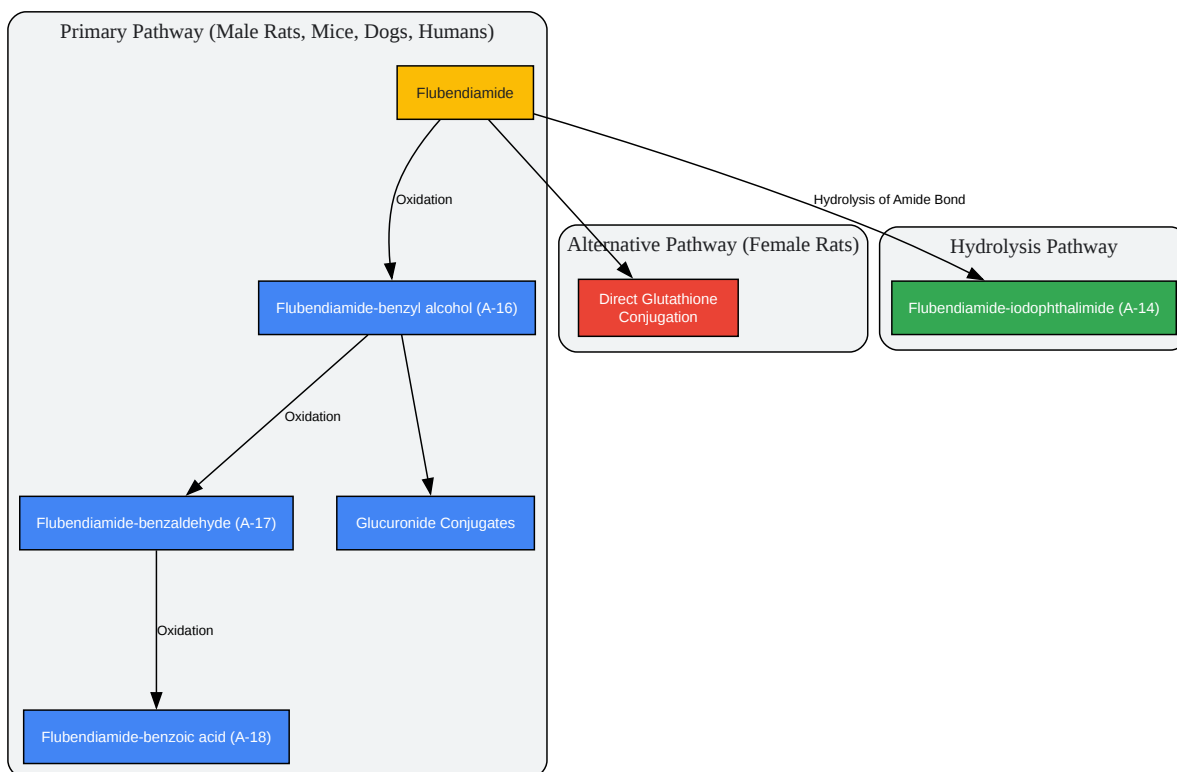 Primary Pathway (Male Rats, Mice, Dogs, Humans)
Flubendiamide
Oxidation
Hydrolysis of Amide Bond
Alternative Pathway (Female Rats)
Hydrolysis Pathway
Flubendiamide-benzyl alcohol (A-16)
Direct Glutathione
Conjugation
Flubendiamide-iodophthalimide (A-14)
Oxidation
Flubendiamide-benzaldehyde (A-17)
Glucuronide Conjugates
Oxidation
Flubendiamide-benzoic acid (A-18)